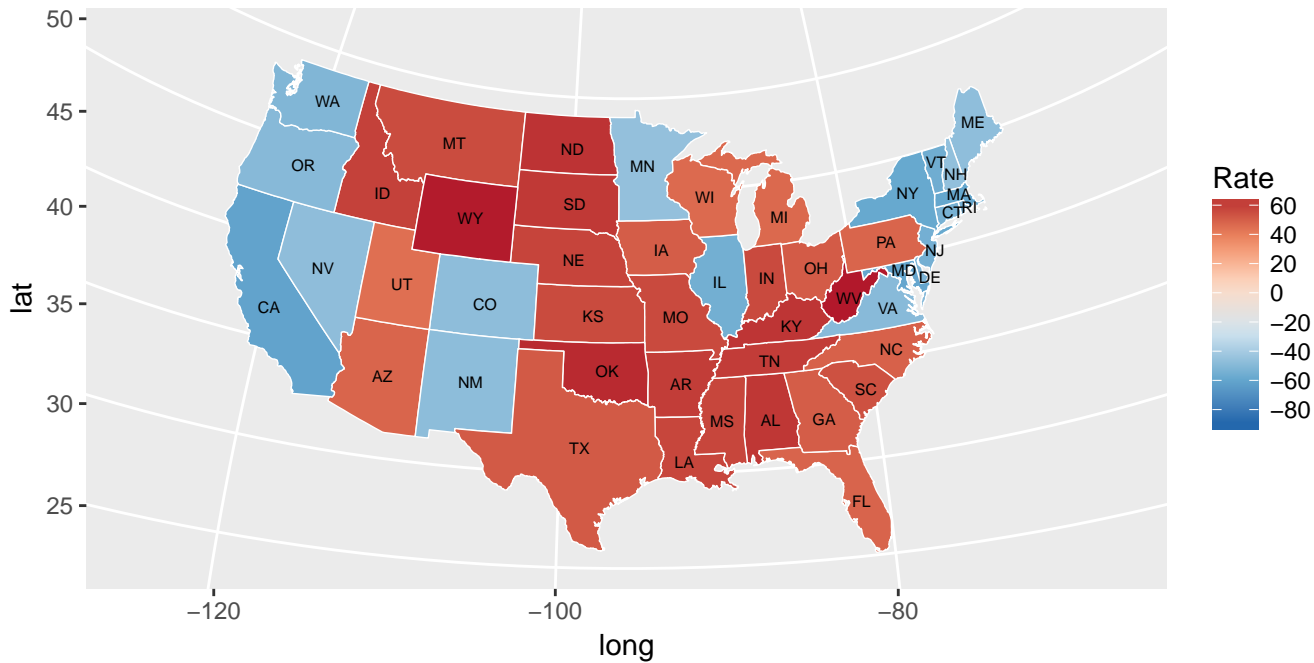 50
45
40
35
30
25
lat
WA
OR
CA
NV
ID
MT
WY
UT
AZ
CO
NM
ND
SD
NE
KS
OK
TX
MN
IA
MO
AR
LA
WI
IL
MI
IN
OH
KY
TN
MS
AL
GA
FL
SC
NC
VA
WV
PA
NY
VT
NH
ME
MA
RI
CT
NJ
DE
MD
−120
−100
−80
long
Rate
60
40
20
0
−20
−40
−60
−80